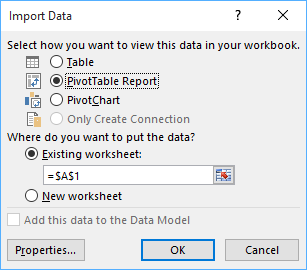 Import Data
Select how you want to view this data in your workbook.
Table
PivotTable Report
PivotChart
Only Create Connection
Where do you want to put the data?
Existing worksheet:
=$A$1
New worksheet
Add this data to the Data Model
Properties...
OK
Cancel